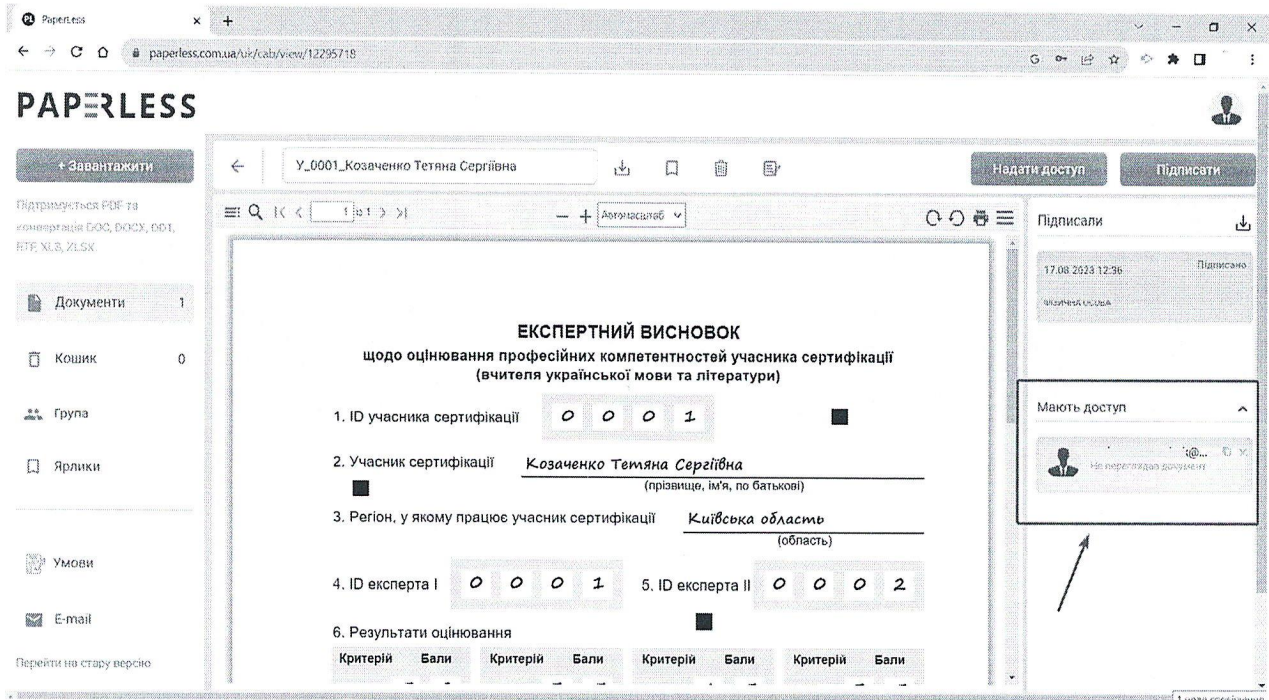 PaperLess
paperless.com.ua/uk/cab/view/12295718
PAPERLESS
+ Завантажити
Підтримується PDF та
конвертація DOC, DOCX, ODT,
RTF, XLS, XLSX
Документи 1
Кошик 0
Група
Ярлики
Умови
E-mail
Перейти на стару версію
У_0001_Козаченко Тетяна Сергіївна
Надати доступ
Підписати
1 з 1
Автомасштаб
ЕКСПЕРТНИЙ ВИСНОВОК
щодо оцінювання професійних компетентностей учасника сертифікації
(вчителя української мови та літератури)
1. ID учасника сертифікації 0 0 0 1
2. Учасник сертифікації Козаченко Тетяна Сергіївна
(прізвище, ім'я, по батькові)
3. Регіон, у якому працює учасник сертифікації Київська область
(область)
4. ID експерта І 0 0 0 1 5. ID експерта ІІ 0 0 0 2
6. Результати оцінювання
Критерій Бали Критерій Бали Критерій Бали Критерій Бали
Підписали
17.08.2023 12:36 Підписано
ФІЗИЧНА ОСОБА
Мають доступ
Не переглядав документ